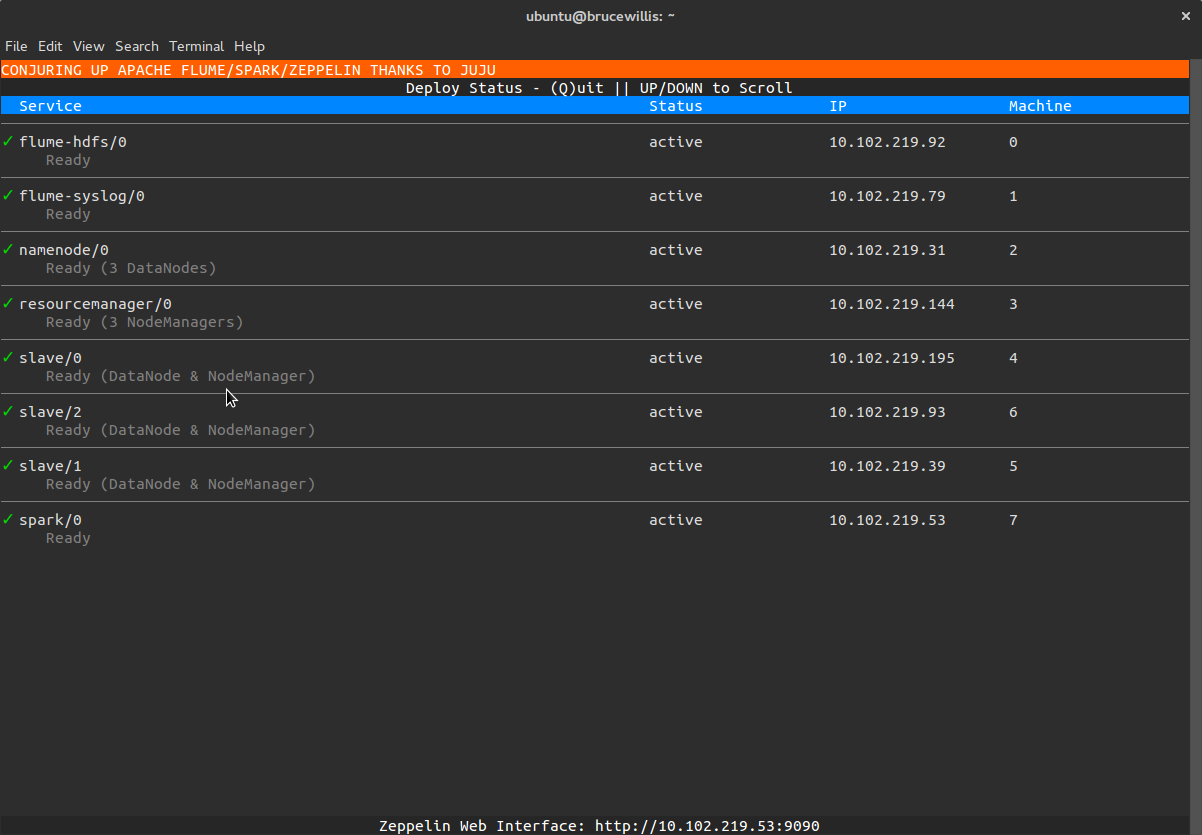 ubuntu@brucewillis: ~
File Edit View Search Terminal Help
CONJURING UP APACHE FLUME/SPARK/ZEPPELIN THANKS TO JUJU
Deploy Status - (Q)uit || UP/DOWN to Scroll
Service Status IP Machine
✓ flume-hdfs/0 active 10.102.219.92 0
Ready
✓ flume-syslog/0 active 10.102.219.79 1
Ready
✓ namenode/0 active 10.102.219.31 2
Ready (3 DataNodes)
✓ resourcemanager/0 active 10.102.219.144 3
Ready (3 NodeManagers)
✓ slave/0 active 10.102.219.195 4
Ready (DataNode & NodeManager)
✓ slave/2 active 10.102.219.93 6
Ready (DataNode & NodeManager)
✓ slave/1 active 10.102.219.39 5
Ready (DataNode & NodeManager)
✓ spark/0 active 10.102.219.53 7
Ready
Zeppelin Web Interface: http://10.102.219.53:9090